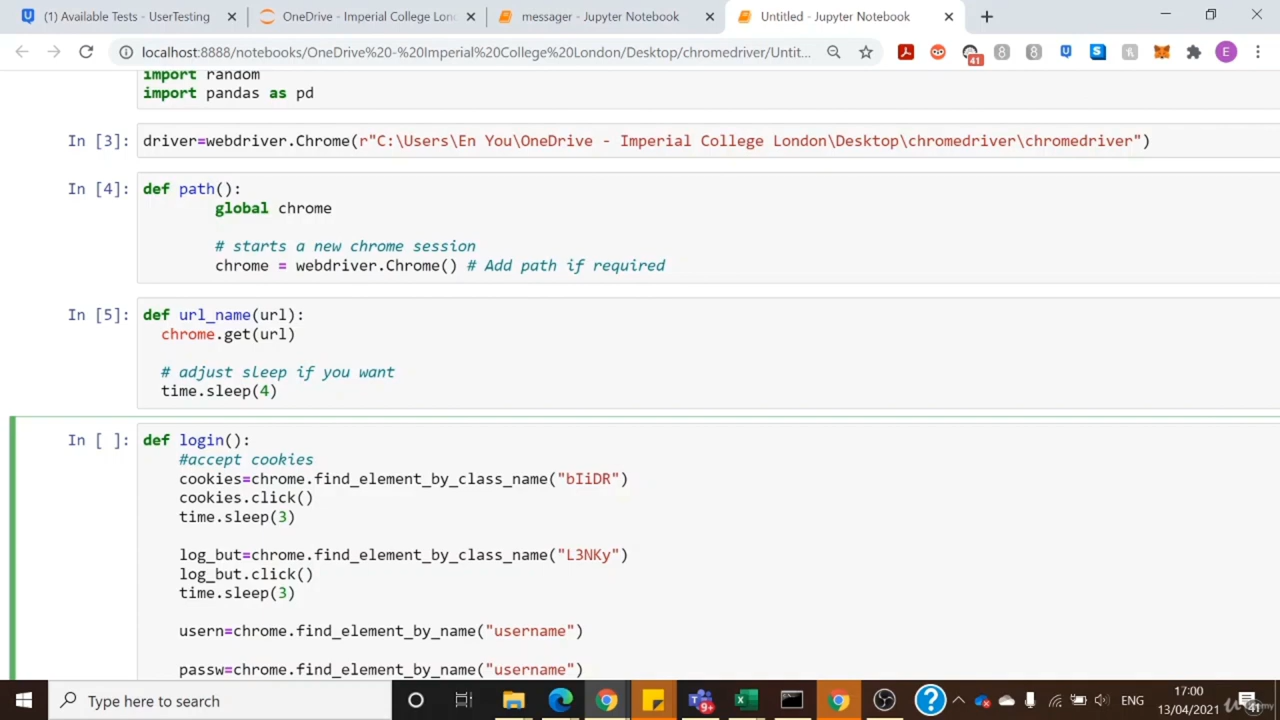 (1) Available Tests - UserTesting
OneDrive - Imperial College Lon
messager - Jupyter Notebook
Untitled - Jupyter Notebook
localhost:8888/notebooks/OneDrive%20-%20Imperial%20College%20London/Desktop/chromedriver/Untit...
41
E
import random
import pandas as pd
In [3]: driver=webdriver.Chrome(r"C:\Users\En You\OneDrive - Imperial College London\Desktop\chromedriver\chromedriver")
In [4]: def path():
global chrome
# starts a new chrome session
chrome = webdriver.Chrome() # Add path if required
In [5]: def url_name(url):
chrome.get(url)
# adjust sleep if you want
time.sleep(4)
In [ ]: def login():
#accept cookies
cookies=chrome.find_element_by_class_name("bIiDR")
cookies.click()
time.sleep(3)
log_but=chrome.find_element_by_class_name("L3NKy")
log_but.click()
time.sleep(3)
usern=chrome.find_element_by_name("username")
passw=chrome.find_element_by_name("username")
Type here to search
9+
ENG
17:00
13/04/2021
41